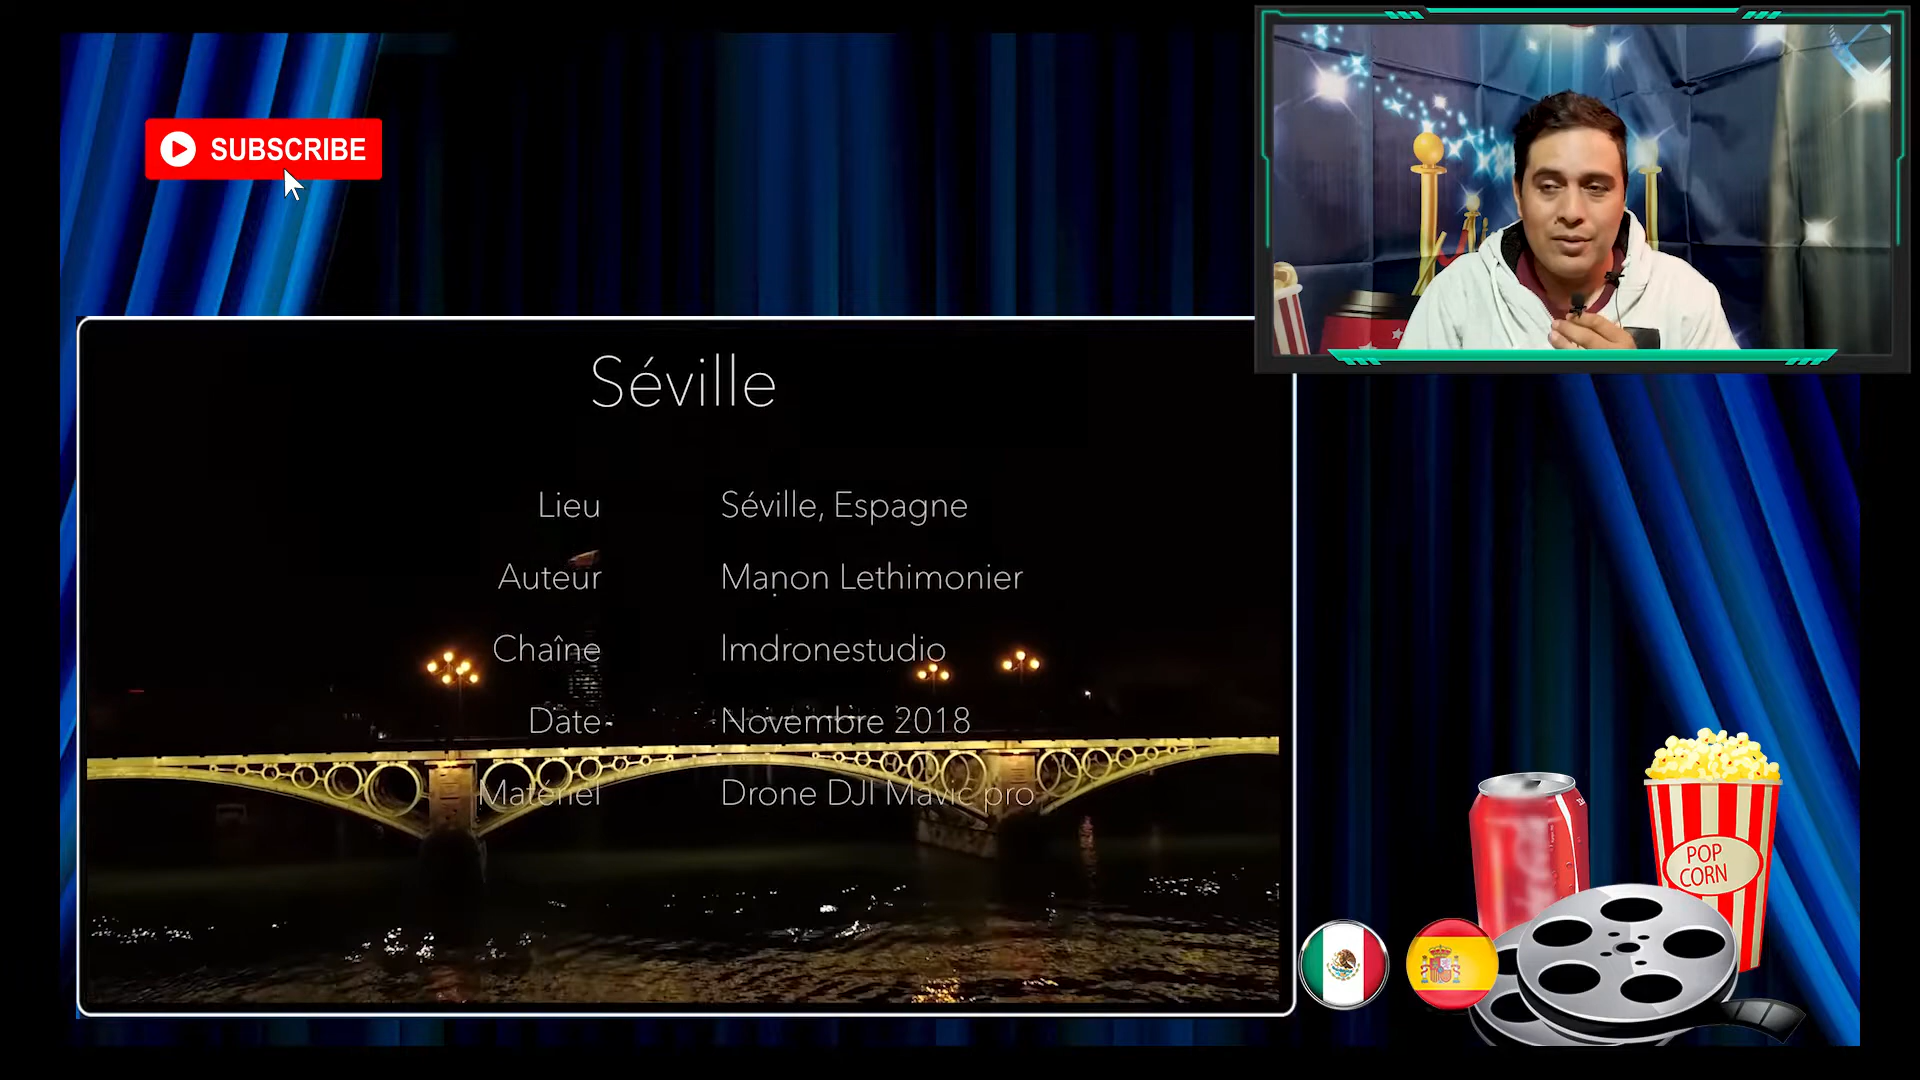 SUBSCRIBE
Séville
Lieu Séville, Espagne
Auteur Manon Lethimonier
Chaîne lmdronestudio
Date Novembre 2018
Matériel Drone DJI Mavic pro
POP
CORN